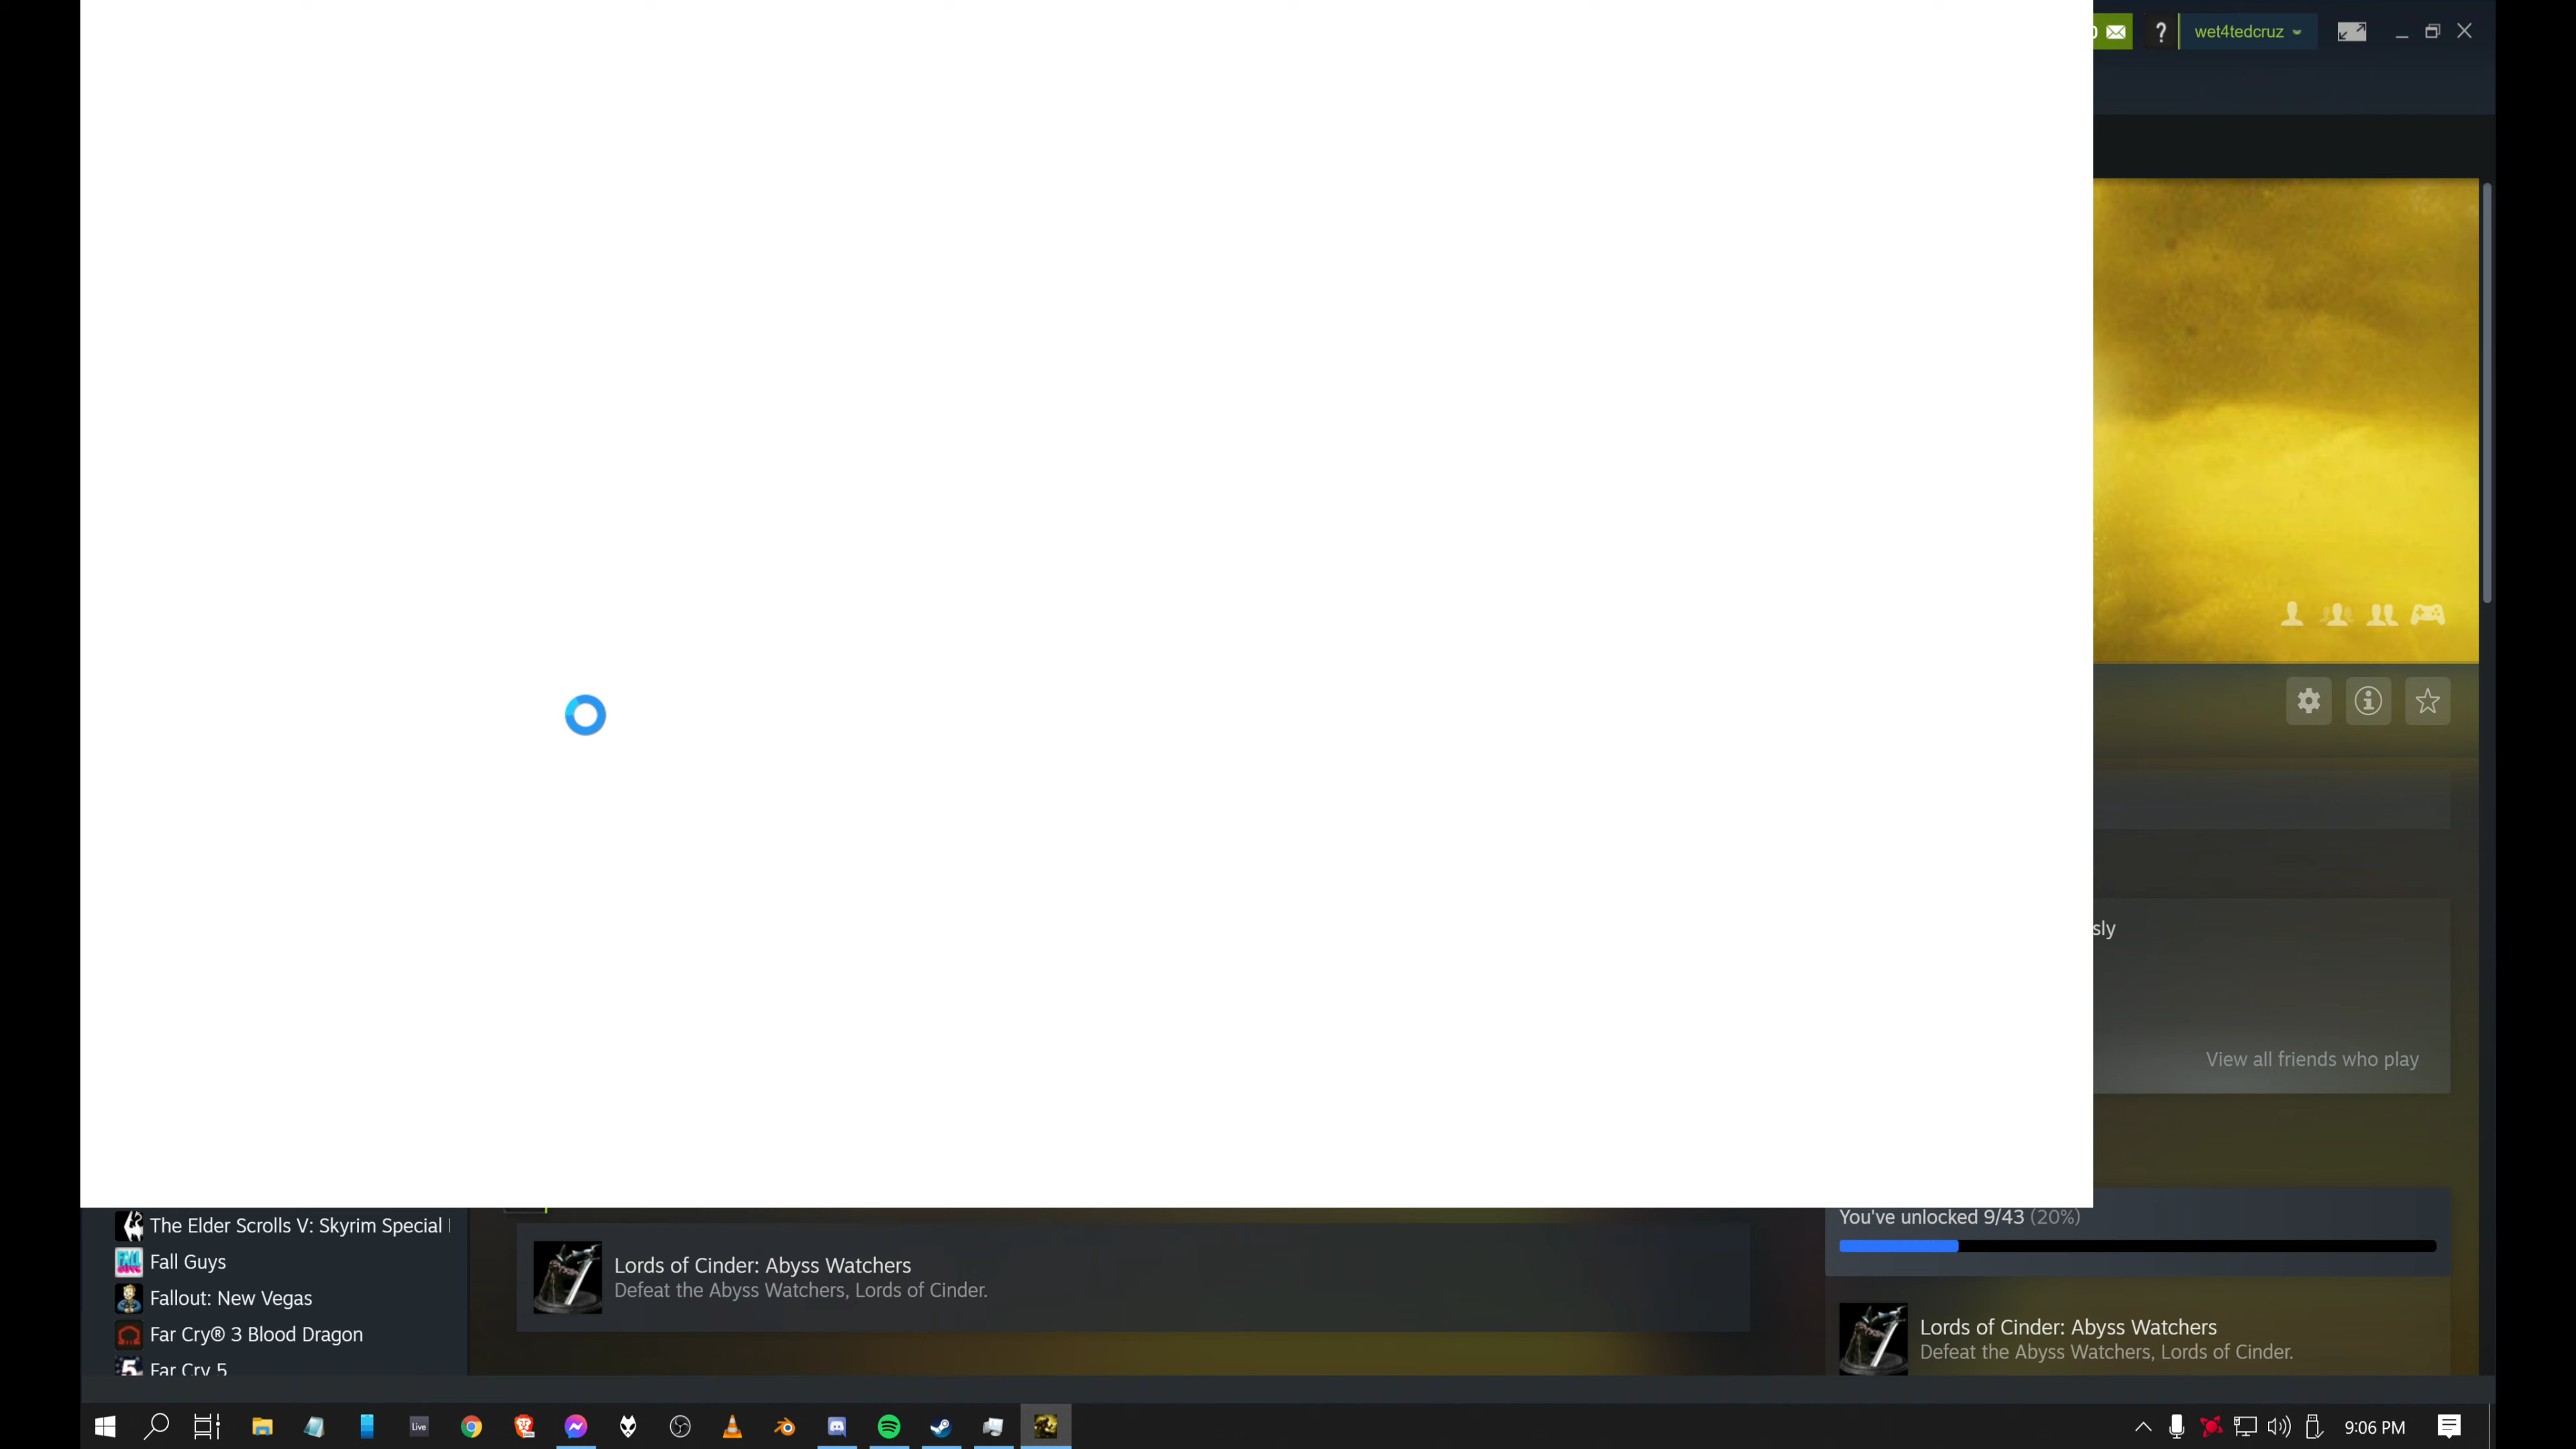 ?
wet4tedcruz
sly
View all friends who play
You've unlocked 9/43 (20%)
The Elder Scrolls V: Skyrim Special
Fall Guys
Fallout: New Vegas
Far Cry® 3 Blood Dragon
Far Cry 5
Lords of Cinder: Abyss Watchers
Defeat the Abyss Watchers, Lords of Cinder.
Lords of Cinder: Abyss Watchers
Defeat the Abyss Watchers, Lords of Cinder.
Live
9:06 PM